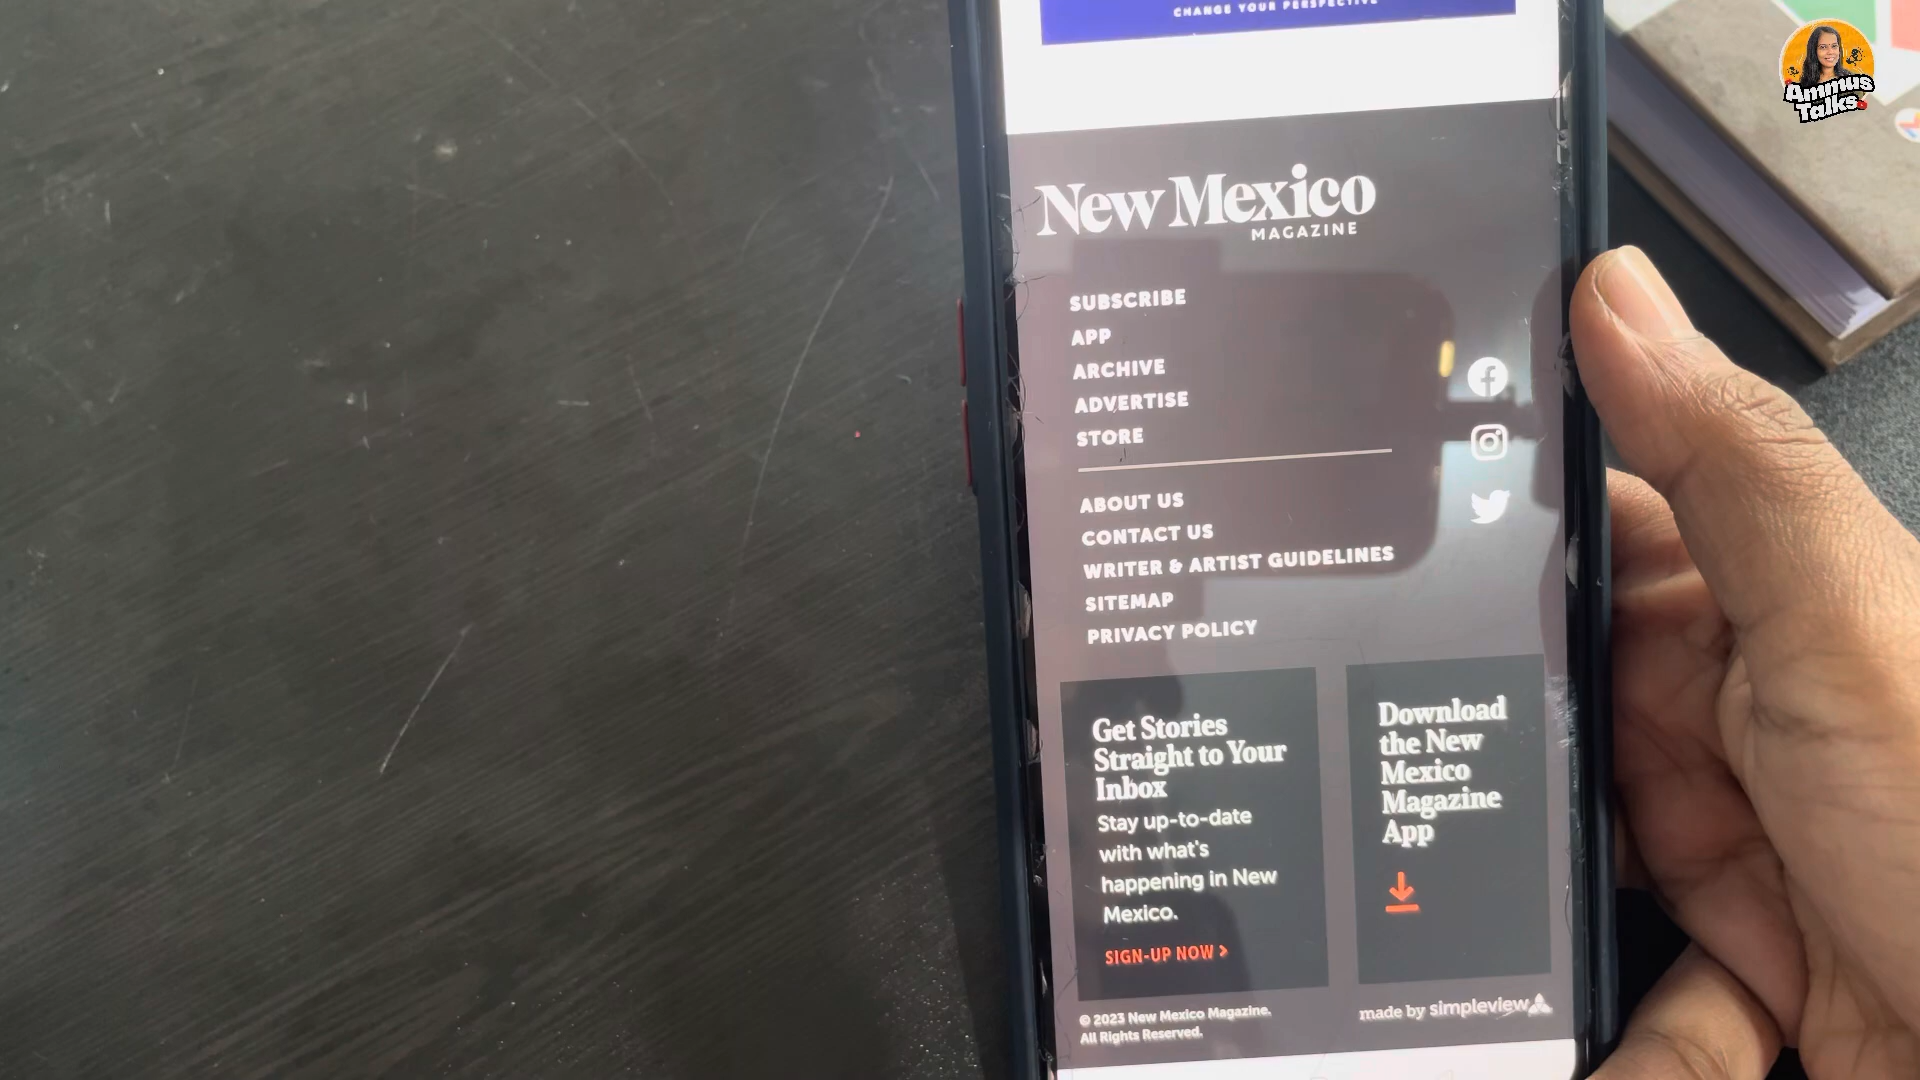 CHANGE YOUR PERSPECTIVE
Ammus
Talks
New Mexico
MAGAZINE
SUBSCRIBE
APP
ARCHIVE
ADVERTISE
STORE
ABOUT US
CONTACT US
WRITER & ARTIST GUIDELINES
SITEMAP
PRIVACY POLICY
Get Stories
Straight to Your
Inbox
Stay up-to-date
with what's
happening in New
Mexico.
SIGN-UP NOW >
Download
the New
Mexico
Magazine
App
© 2023 New Mexico Magazine.
All Rights Reserved.
made by simpleview